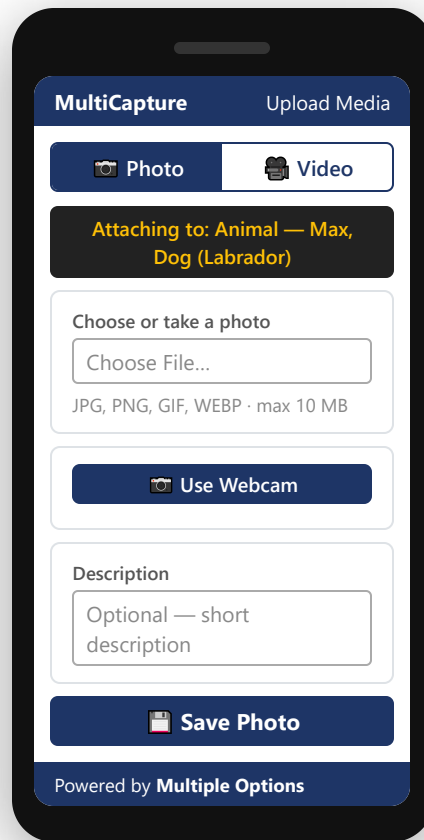 MultiCapture
Upload Media
📷 Photo
🎥 Video
Attaching to: Animal — Max,
Dog (Labrador)
Choose or take a photo
Choose File...
JPG, PNG, GIF, WEBP · max 10 MB
📷 Use Webcam
Description
Optional — short
description
💾 Save Photo
Powered by Multiple Options